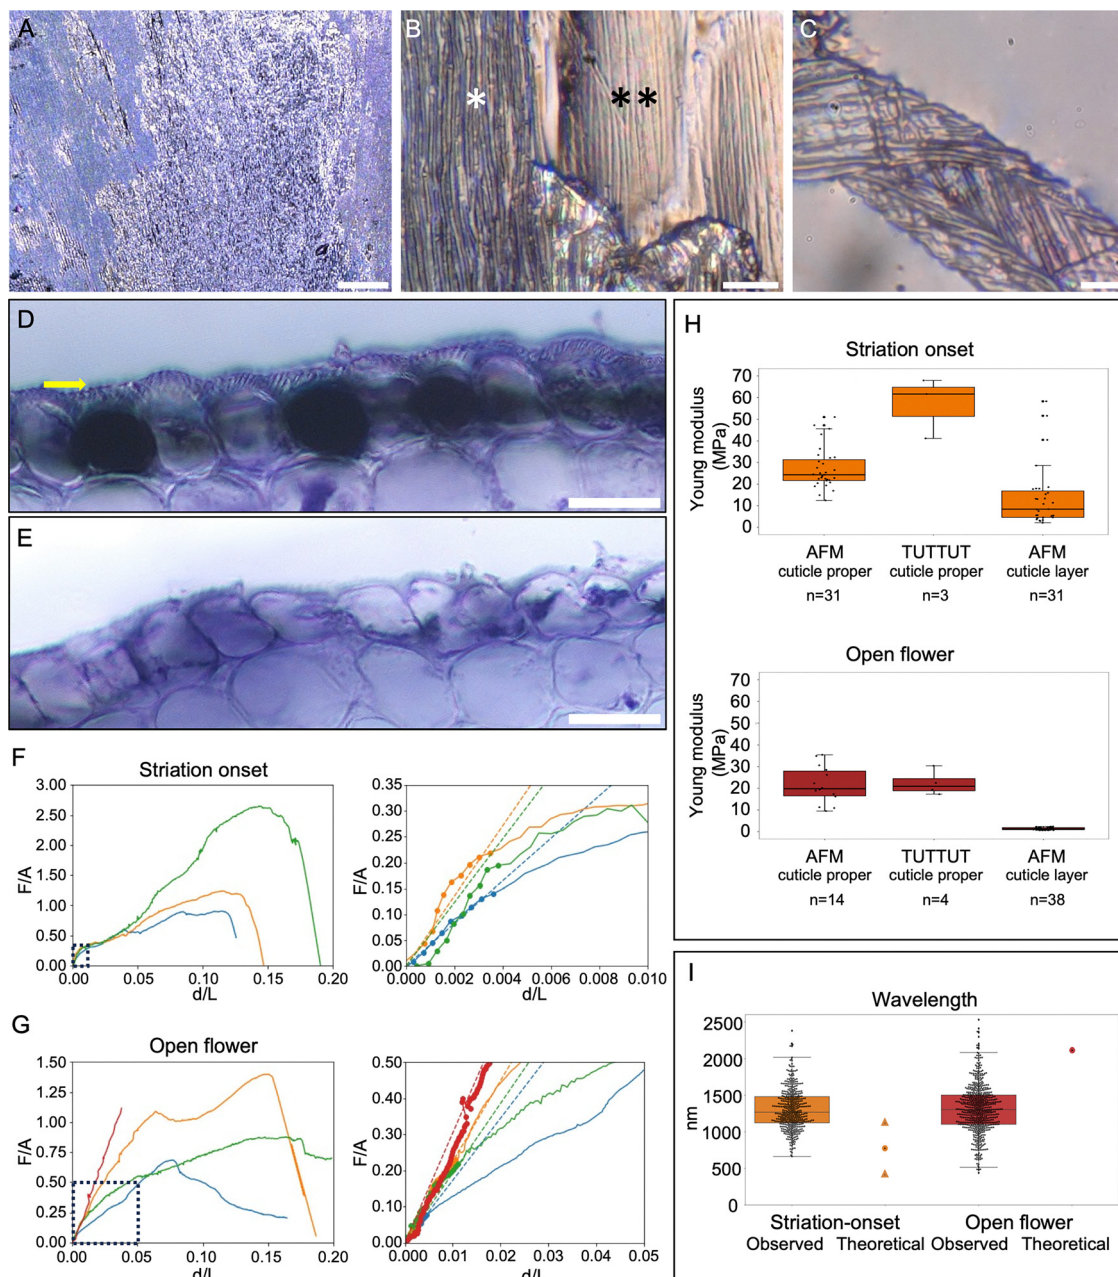 A
B
C
*
**
D
E
F
Striation onset
3.00
2.50
2.00
1.50
1.00
0.50
0.00
F/A
0.00 0.05 0.10 0.15 0.20
d/L
0.35
0.30
0.25
0.20
0.15
0.10
0.05
0.00
F/A
0.000 0.002 0.004 0.006 0.008 0.010
d/L
G
Open flower
1.50
1.25
1.00
0.75
0.50
0.25
0.00
F/A
0.00 0.05 0.10 0.15 0.20
d/L
0.50
0.40
0.30
0.20
0.10
0.00
F/A
0.00 0.01 0.02 0.03 0.04 0.05
d/L
H
Striation onset
Young modulus
(MPa)
70
60
50
40
30
20
10
0
AFM TUTTUT AFM
cuticle proper cuticle proper cuticle layer
n=31 n=3 n=31
Open flower
Young modulus
(MPa)
70
60
50
40
30
20
10
0
AFM TUTTUT AFM
cuticle proper cuticle proper cuticle layer
n=14 n=4 n=38
I
Wavelength
nm
2500
2000
1500
1000
500
0
Striation-onset Open flower
Observed Theoretical Observed Theoretical